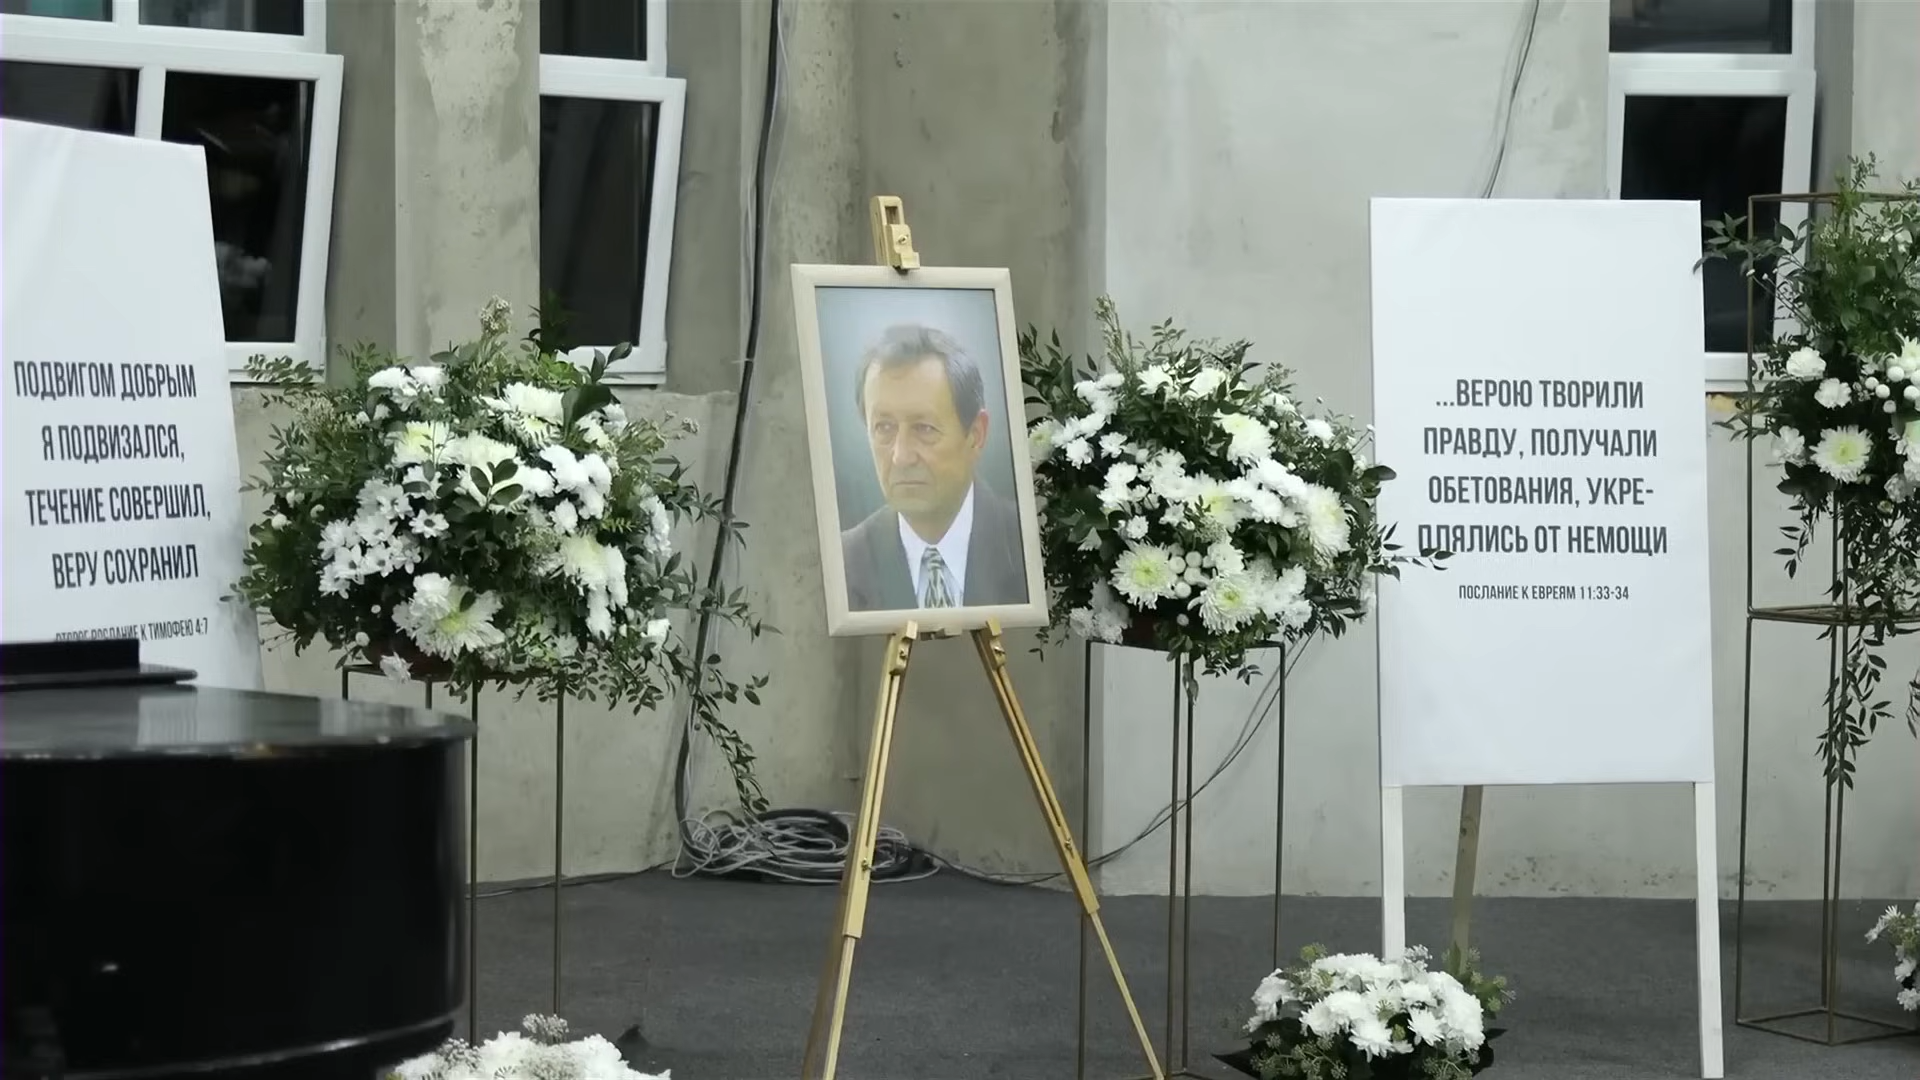 ПОДВИГОМ ДОБРЫМ
Я ПОДВИЗАЛСЯ,
ТЕЧЕНИЕ СОВЕРШИЛ,
ВЕРУ СОХРАНИЛ
ВТОРОЕ ПОСЛАНИЕ К ТИМОФЕЮ 4:7
...ВЕРОЮ ТВОРИЛИ
ПРАВДУ, ПОЛУЧАЛИ
ОБЕТОВАНИЯ, УКРЕ-
ПЛЯЛИСЬ ОТ НЕМОЩИ
ПОСЛАНИЕ К ЕВРЕЯМ 11:33-34